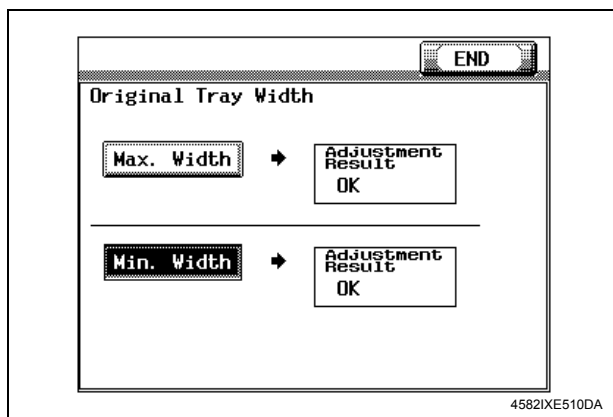 END
Original Tray Width
Max. Width
Adjustment
Result
OK
Min. Width
Adjustment
Result
OK
4582IXE510DA